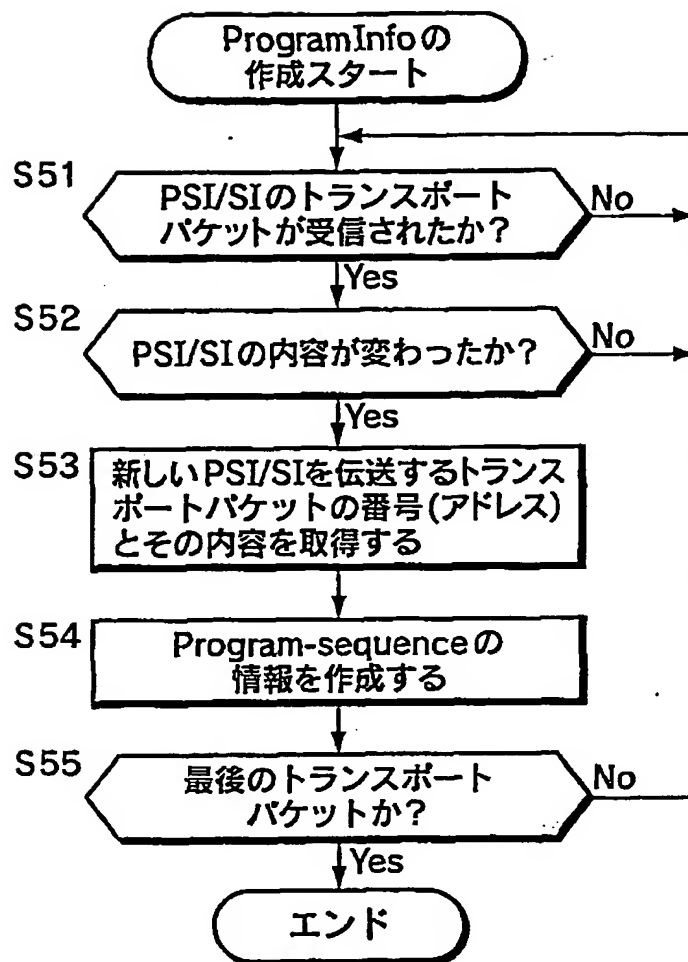 ProgramInfoの
作成スタート
S51
PSI/SIのトランスポート
パケットが受信されたか?
No
Yes
S52
PSI/SIの内容が変わったか?
No
Yes
S53
新しいPSI/SIを伝送するトランス
ポートパケットの番号(アドレス)
とその内容を取得する
S54
Program-sequenceの
情報を作成する
S55
最後のトランスポート
パケットか?
No
Yes
エンド